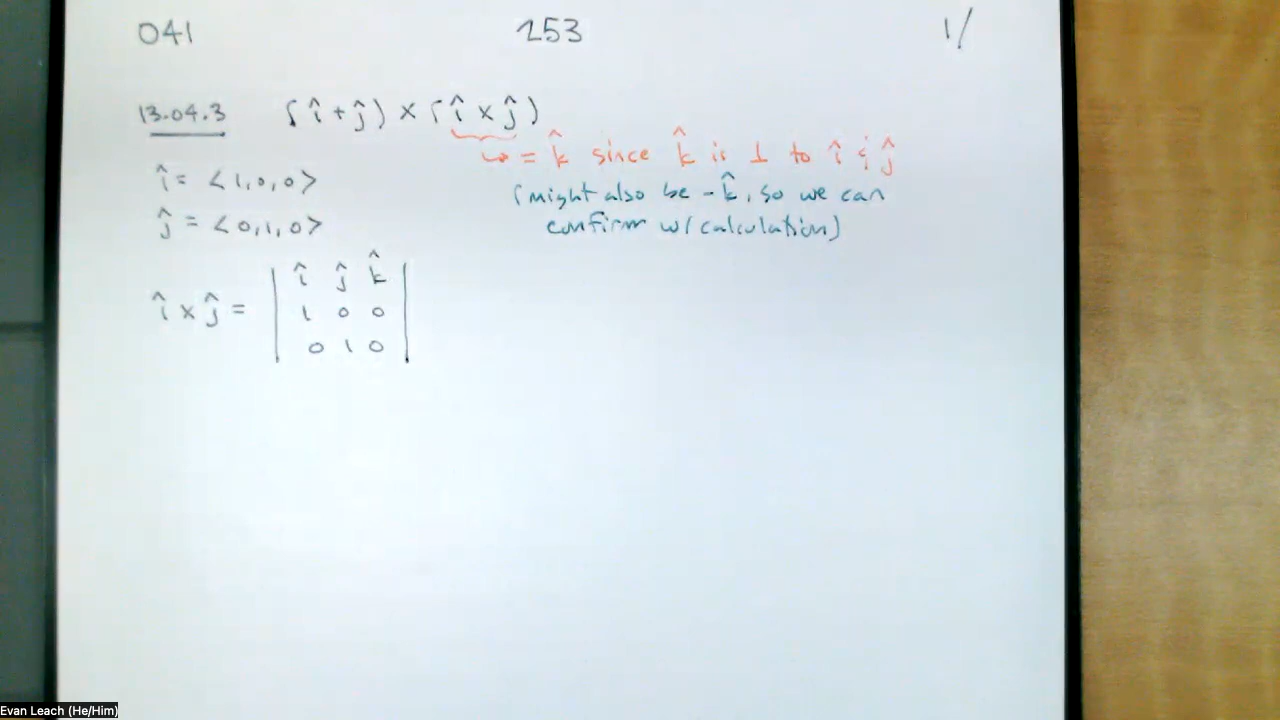 041 253 1/
13.04.3 (î + ĵ) × (î × ĵ)
↳ = k̂ since k̂ is ⊥ to î & ĵ
î = <1,0,0>
(might also be -k̂, so we can
ĵ = <0,1,0>
confirm w/ calculation)
î ĵ k̂
î × ĵ = | 1 0 0 |
0 1 0
Evan Leach (He/Him)